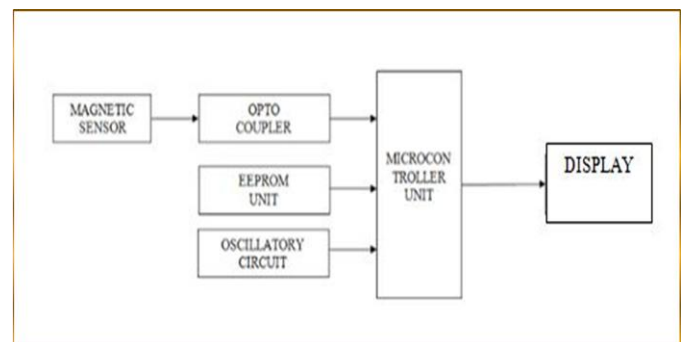 MAGNETIC
SENSOR
OPTO
COUPLER
EEPROM
UNIT
OSCILLATORY
CIRCUIT
MICROCON
TROLLER
UNIT
DISPLAY